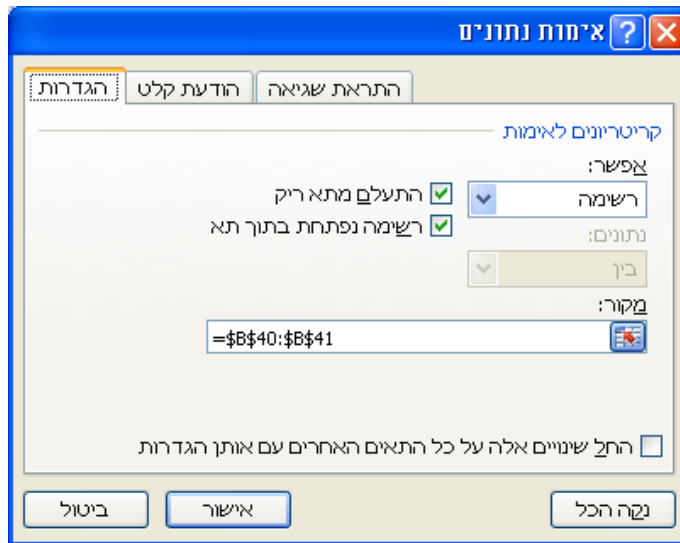 אימות נתונים
הגדרות הודעת קלט התראת שגיאה
קריטריונים לאימות
אפשר:
רשימה
התעלם מתא ריק
רשימה נפתחת בתוך תא
נתונים:
בין
מקור:
=$B$40:$B$41
החל שינויים אלה על כל התאים האחרים עם אותן הגדרות
נקה הכל אישור ביטול